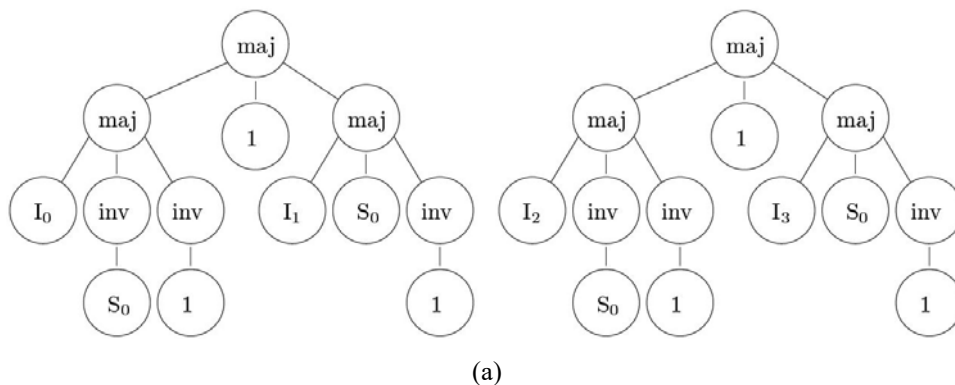 maj maj
maj maj maj maj
1 1
I₀ inv inv I₁ S₀ inv I₂ inv inv I₃ S₀ inv
S₀ 1 1 S₀ 1 1
(a)